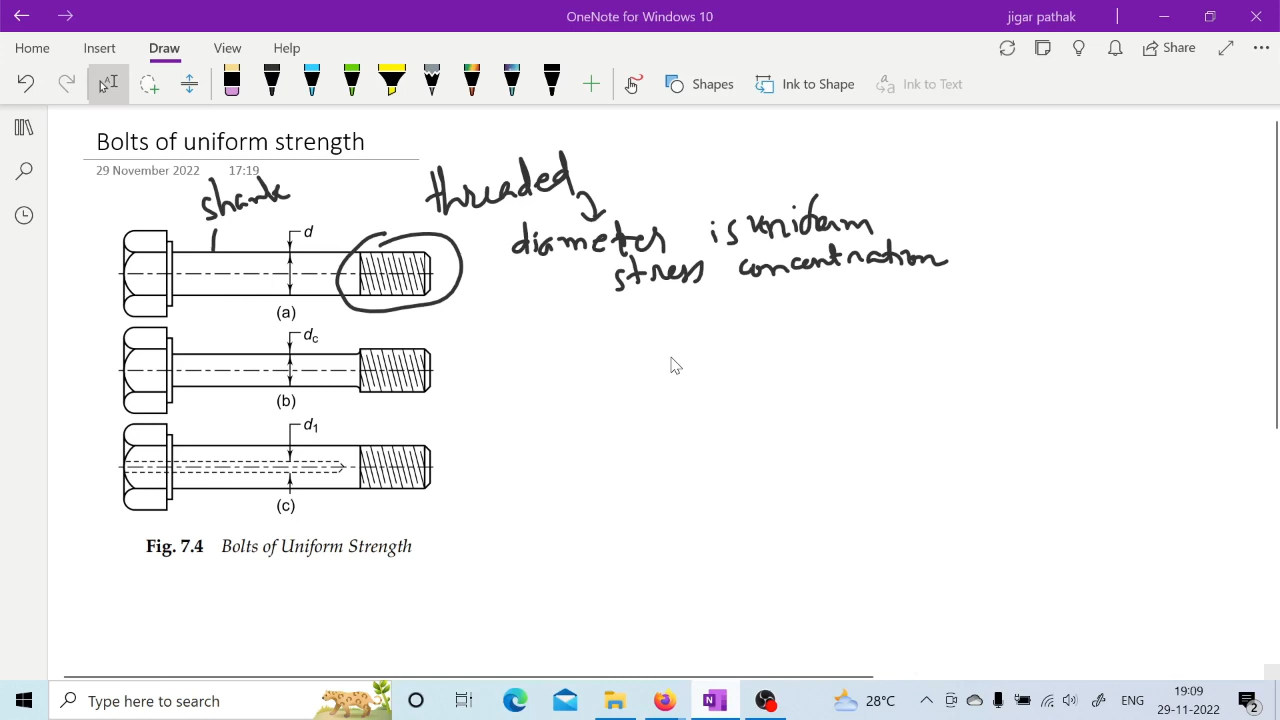 OneNote for Windows 10
jigar pathak
Home Insert Draw View Help
Share
Shapes
Ink to Shape
Ink to Text
Bolts of uniform strength
29 November 2022 17:19
shank
threaded
diameter is uniform
stress concentration
d
(a)
dc
(b)
d1
(c)
Fig. 7.4 Bolts of Uniform Strength
Type here to search
28°C
ENG
19:09
29-11-2022
2